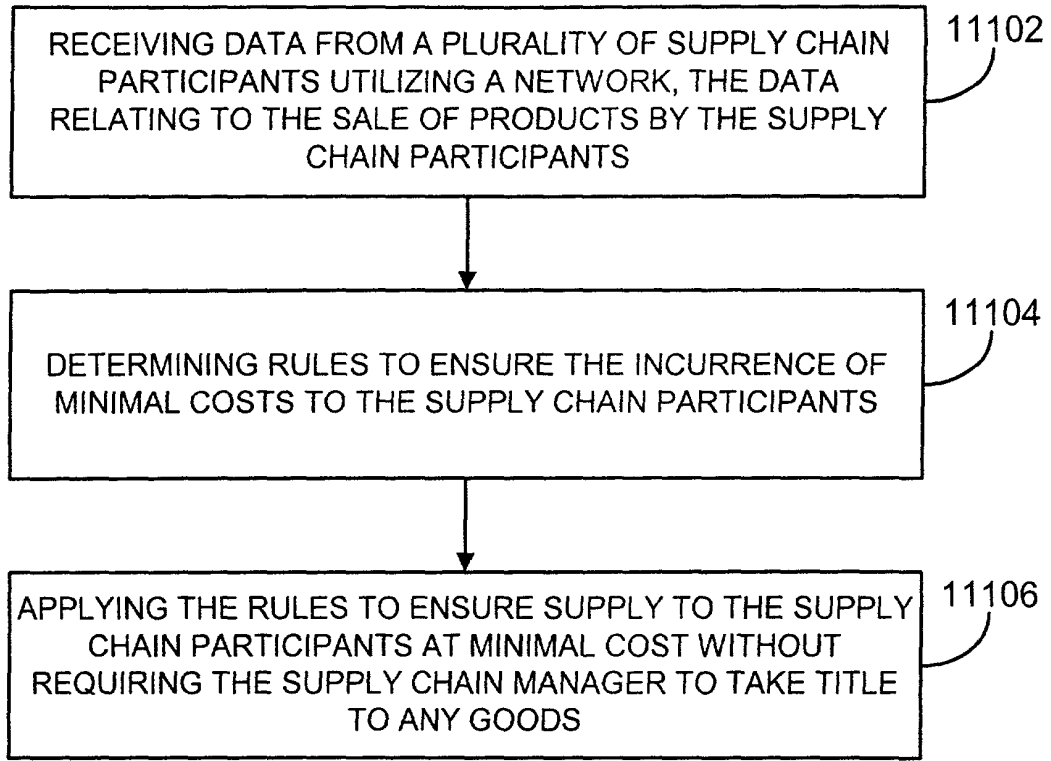 RECEIVING DATA FROM A PLURALITY OF SUPPLY CHAIN
PARTICIPANTS UTILIZING A NETWORK, THE DATA
RELATING TO THE SALE OF PRODUCTS BY THE SUPPLY
CHAIN PARTICIPANTS
11102
DETERMINING RULES TO ENSURE THE INCURRENCE OF
MINIMAL COSTS TO THE SUPPLY CHAIN PARTICIPANTS
11104
APPLYING THE RULES TO ENSURE SUPPLY TO THE SUPPLY
CHAIN PARTICIPANTS AT MINIMAL COST WITHOUT
REQUIRING THE SUPPLY CHAIN MANAGER TO TAKE TITLE
TO ANY GOODS
11106